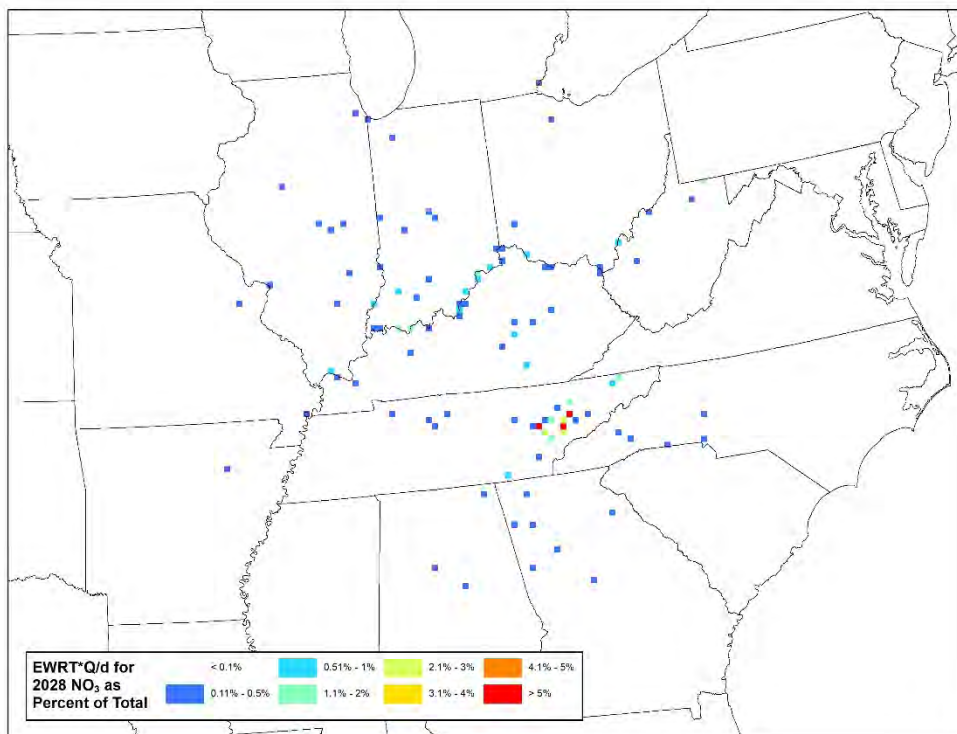 EWRT*Q/d for
2028 NO₃ as
Percent of Total
< 0.1%
0.51% - 1%
2.1% - 3%
4.1% - 5%
0.11% - 0.5%
1.1% - 2%
3.1% - 4%
> 5%